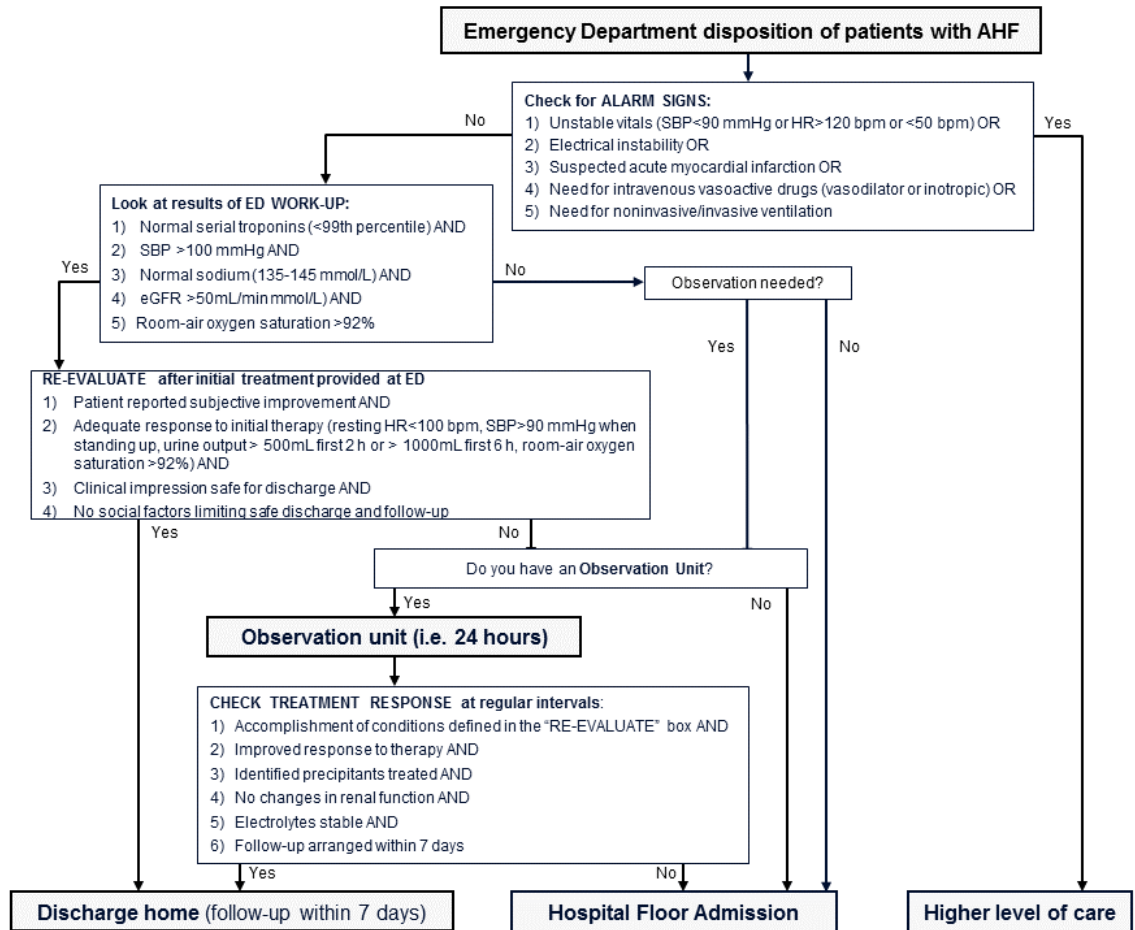 Emergency Department disposition of patients with AHF
Check for ALARM SIGNS:
1) Unstable vitals (SBP<90 mmHg or HR>120 bpm or <50 bpm) OR
2) Electrical instability OR
3) Suspected acute myocardial infarction OR
4) Need for intravenous vasoactive drugs (vasodilator or inotropic) OR
5) Need for noninvasive/invasive ventilation
No
Yes
Look at results of ED WORK-UP:
1) Normal serial troponins (<99th percentile) AND
2) SBP >100 mmHg AND
3) Normal sodium (135-145 mmol/L) AND
4) eGFR >50mL/min mmol/L) AND
5) Room-air oxygen saturation >92%
Yes
No
Observation needed?
Yes
No
RE-EVALUATE after initial treatment provided at ED
1) Patient reported subjective improvement AND
2) Adequate response to initial therapy (resting HR<100 bpm, SBP>90 mmHg when
standing up, urine output > 500mL first 2 h or > 1000mL first 6 h, room-air oxygen
saturation >92%) AND
3) Clinical impression safe for discharge AND
4) No social factors limiting safe discharge and follow-up
Yes
No
Do you have an Observation Unit?
Yes
No
Observation unit (i.e. 24 hours)
CHECK TREATMENT RESPONSE at regular intervals:
1) Accomplishment of conditions defined in the “RE-EVALUATE” box AND
2) Improved response to therapy AND
3) Identified precipitants treated AND
4) No changes in renal function AND
5) Electrolytes stable AND
6) Follow-up arranged within 7 days
Yes
No
Discharge home (follow-up within 7 days)
Hospital Floor Admission
Higher level of care